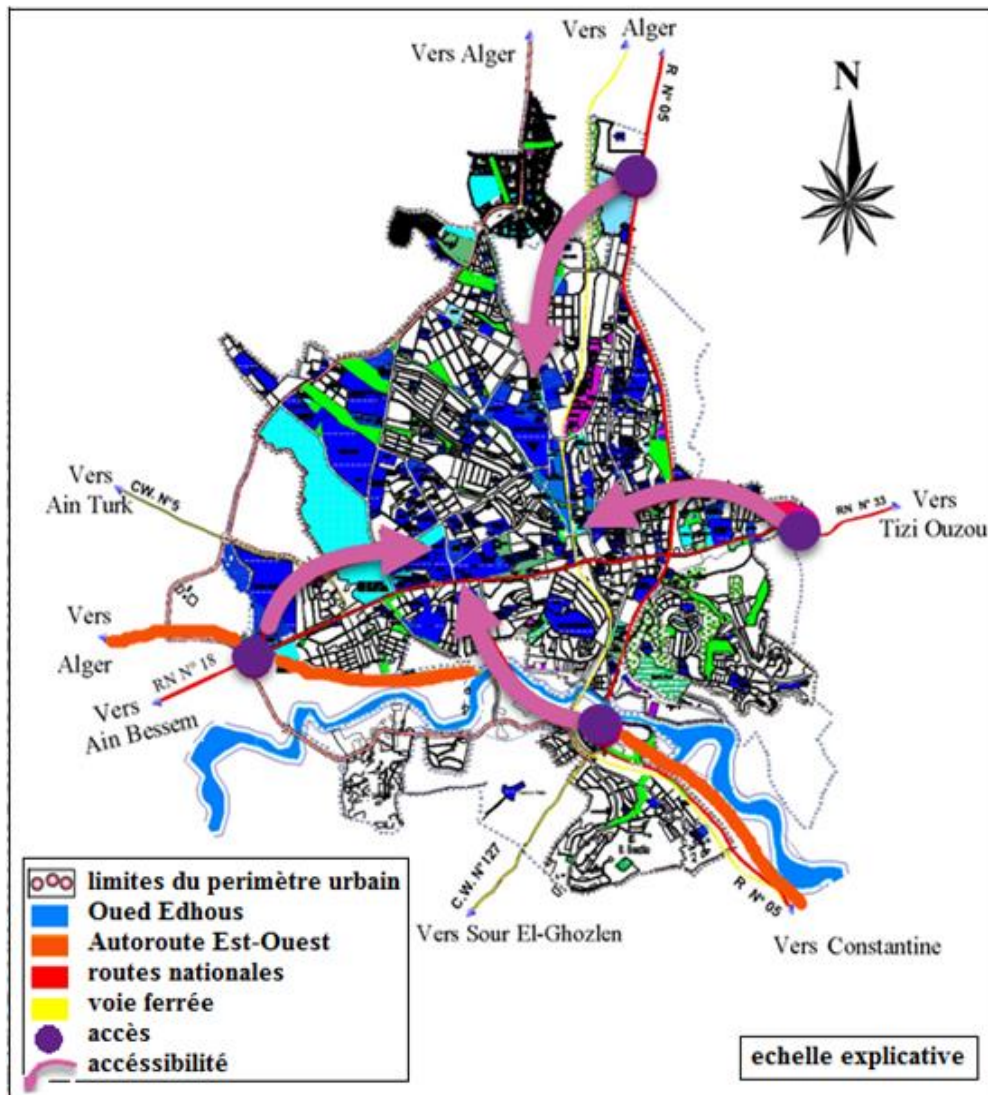 Vers Alger
Vers Alger
R N° 05
N
Vers
Ain Turk
CW. N°5
RN N° 33
Vers
Tizi Ouzou
Vers
Alger
RN N° 18
Vers
Ain Bessem
C.W. N°127
Vers Sour El-Ghozlen
R N° 05
Vers Constantine
limites du perimètre urbain
Oued Edhous
Autoroute Est-Ouest
routes nationales
voie ferrée
accès
accéssibilité
echelle explicative